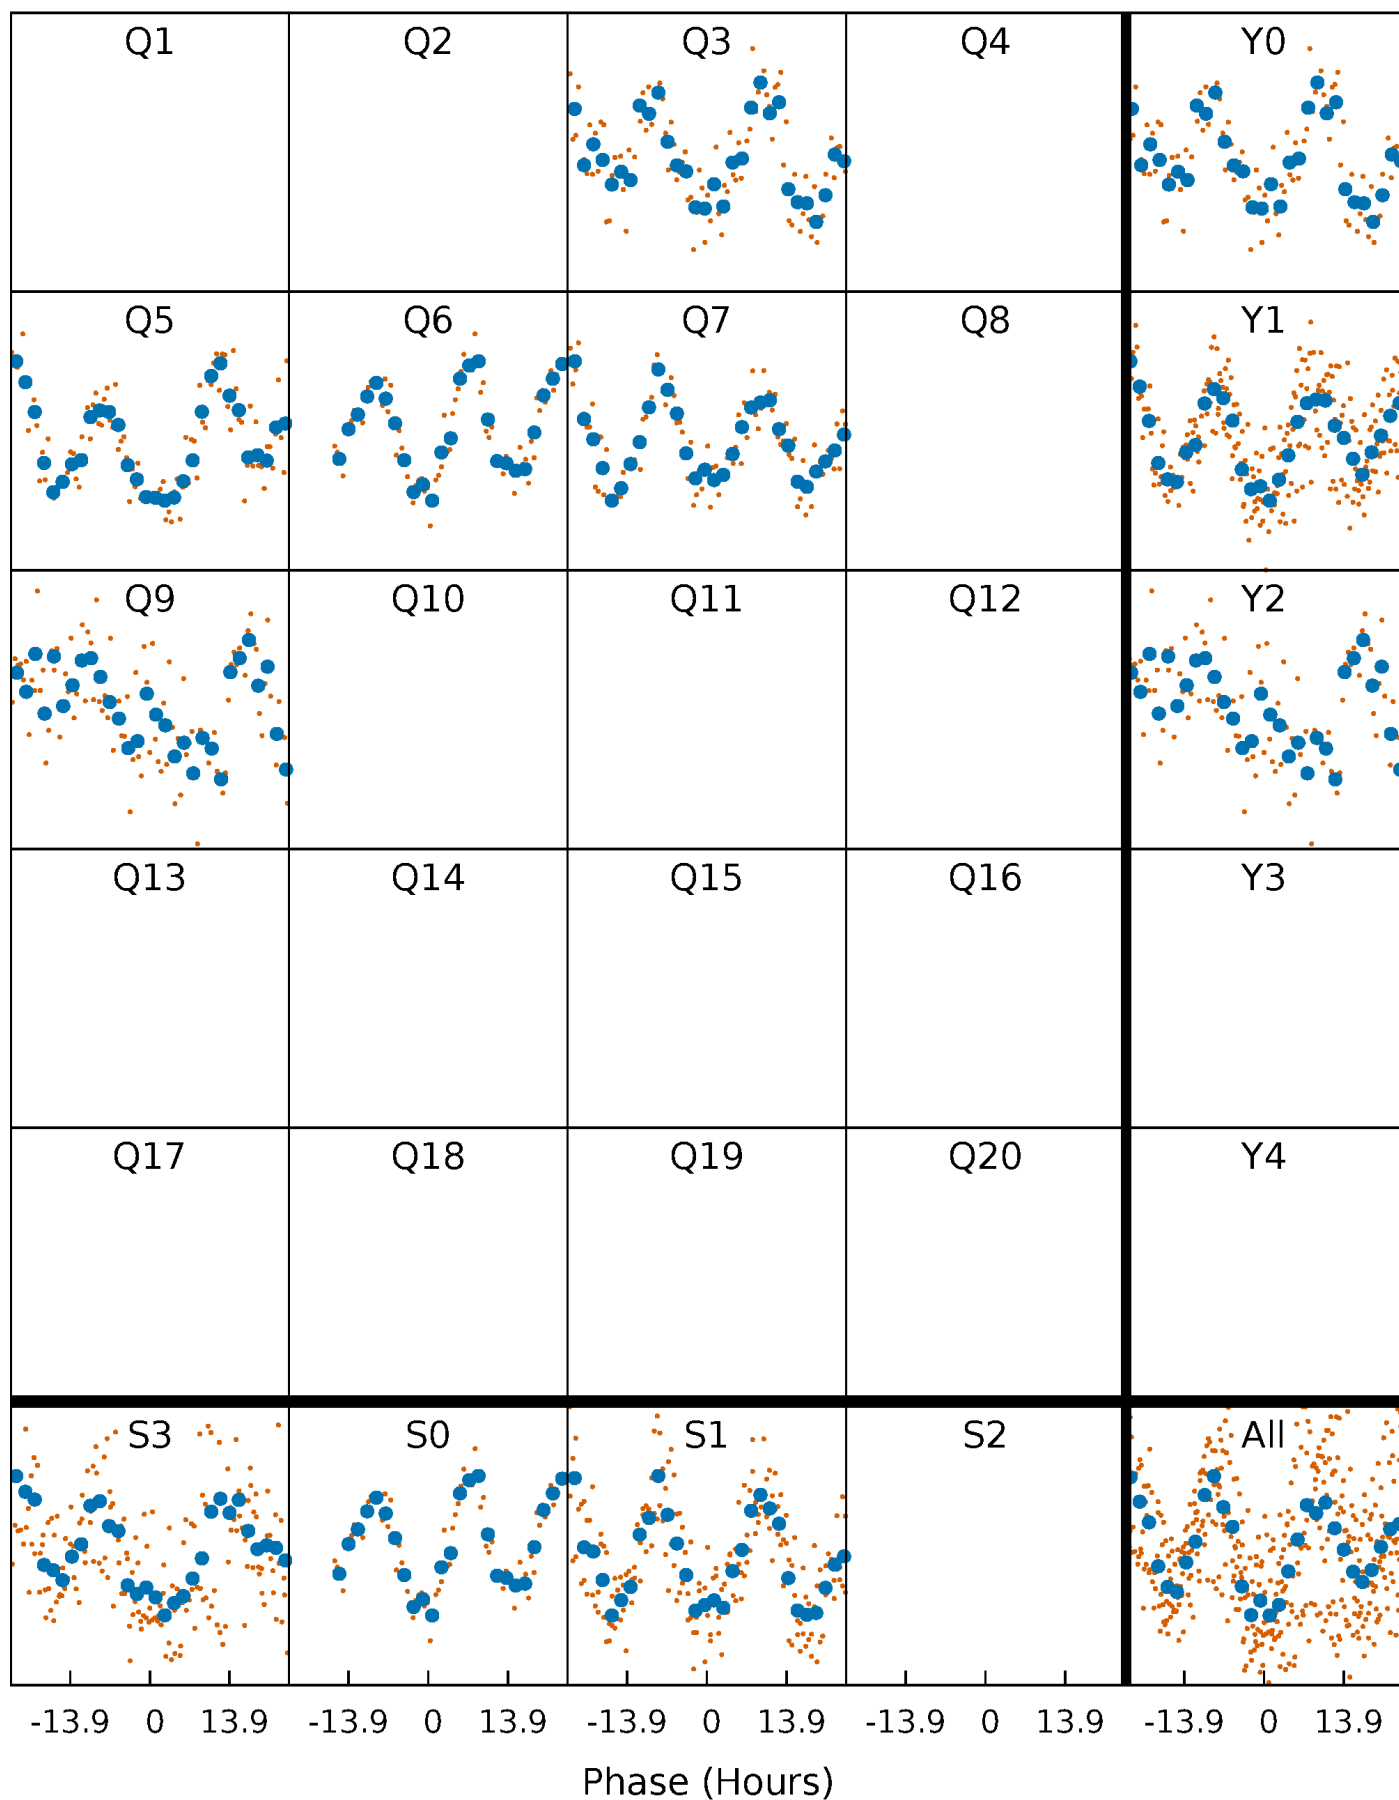 Q1 Q2 Q3 Q4 Y0
Q5 Q6 Q7 Q8 Y1
Q9 Q10 Q11 Q12 Y2
Q13 Q14 Q15 Q16 Y3
Q17 Q18 Q19 Q20 Y4
S3 S0 S1 S2 All
-13.9 0 13.9 -13.9 0 13.9 -13.9 0 13.9 -13.9 0 13.9 -13.9 0 13.9
Phase (Hours)